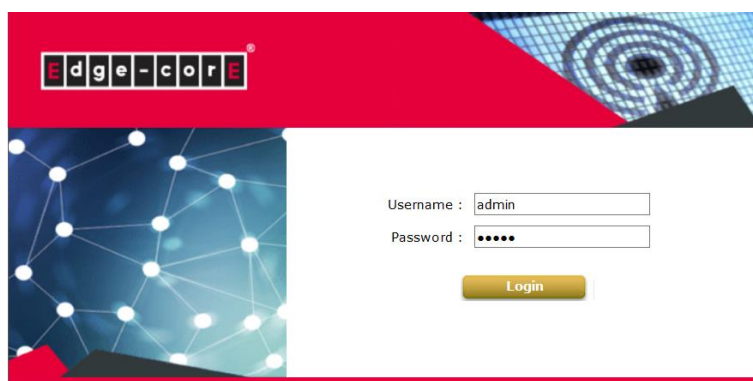 Edge-corE®
Username : admin
Password : •••••
Login